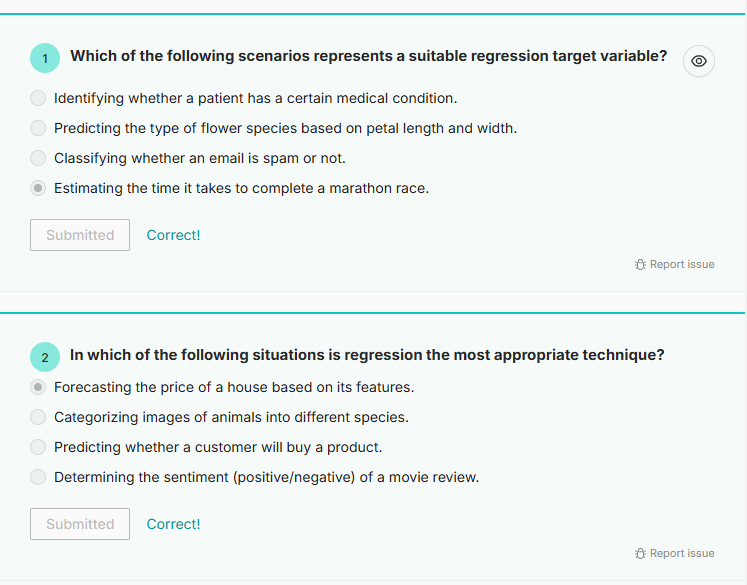 1
Which of the following scenarios represents a suitable regression target variable?
Identifying whether a patient has a certain medical condition.
Predicting the type of flower species based on petal length and width.
Classifying whether an email is spam or not.
Estimating the time it takes to complete a marathon race.
Submitted Correct!
Report issue
2
In which of the following situations is regression the most appropriate technique?
Forecasting the price of a house based on its features.
Categorizing images of animals into different species.
Predicting whether a customer will buy a product.
Determining the sentiment (positive/negative) of a movie review.
Submitted Correct!
Report issue